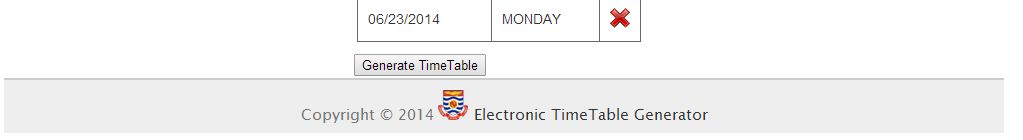 06/23/2014 MONDAY
Generate TimeTable
Copyright © 2014 Electronic TimeTable Generator